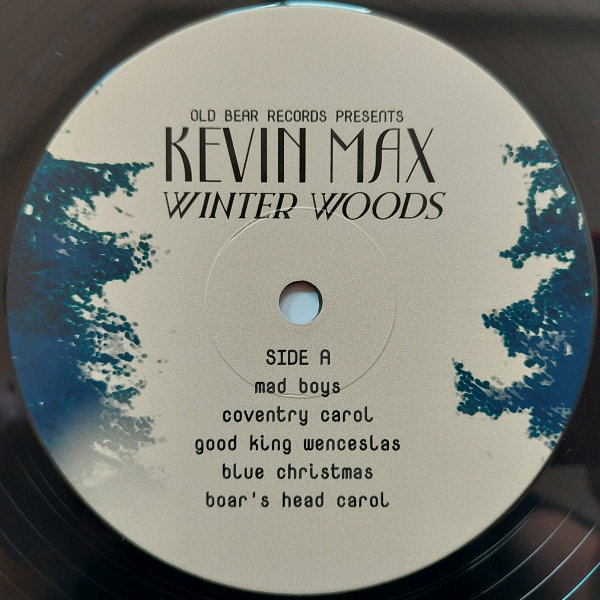 OLD BEAR RECORDS PRESENTS
KEVIN MAX
WINTER WOODS
SIDE A
mad boys
coventry carol
good king wenceslas
blue christmas
boar's head carol